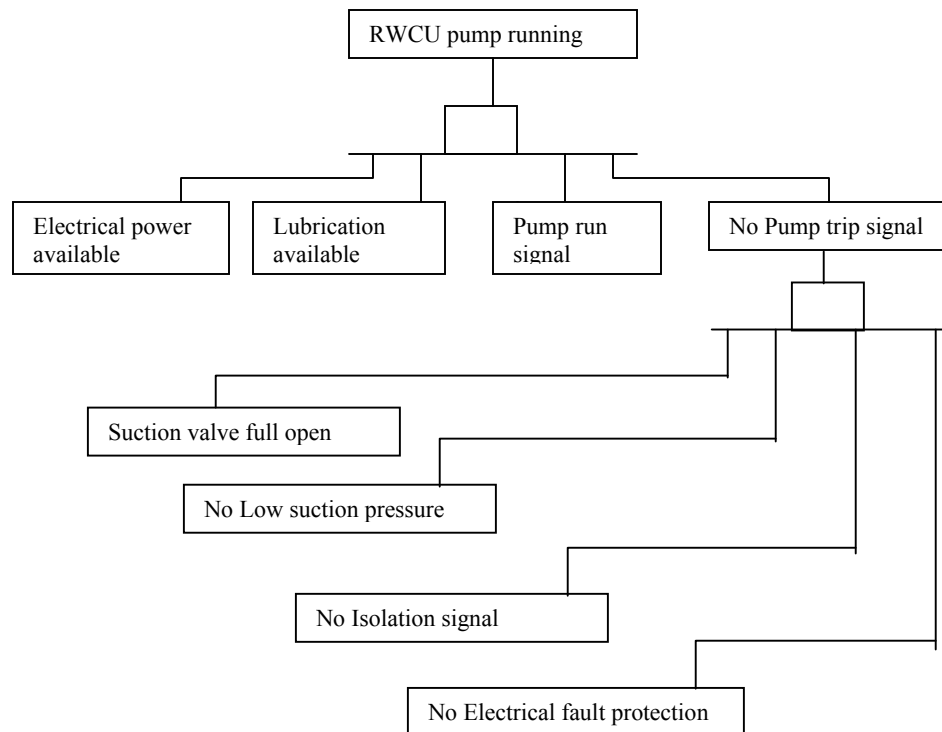 RWCU pump running
Electrical power
available
Lubrication
available
Pump run
signal
No Pump trip signal
Suction valve full open
No Low suction pressure
No Isolation signal
No Electrical fault protection